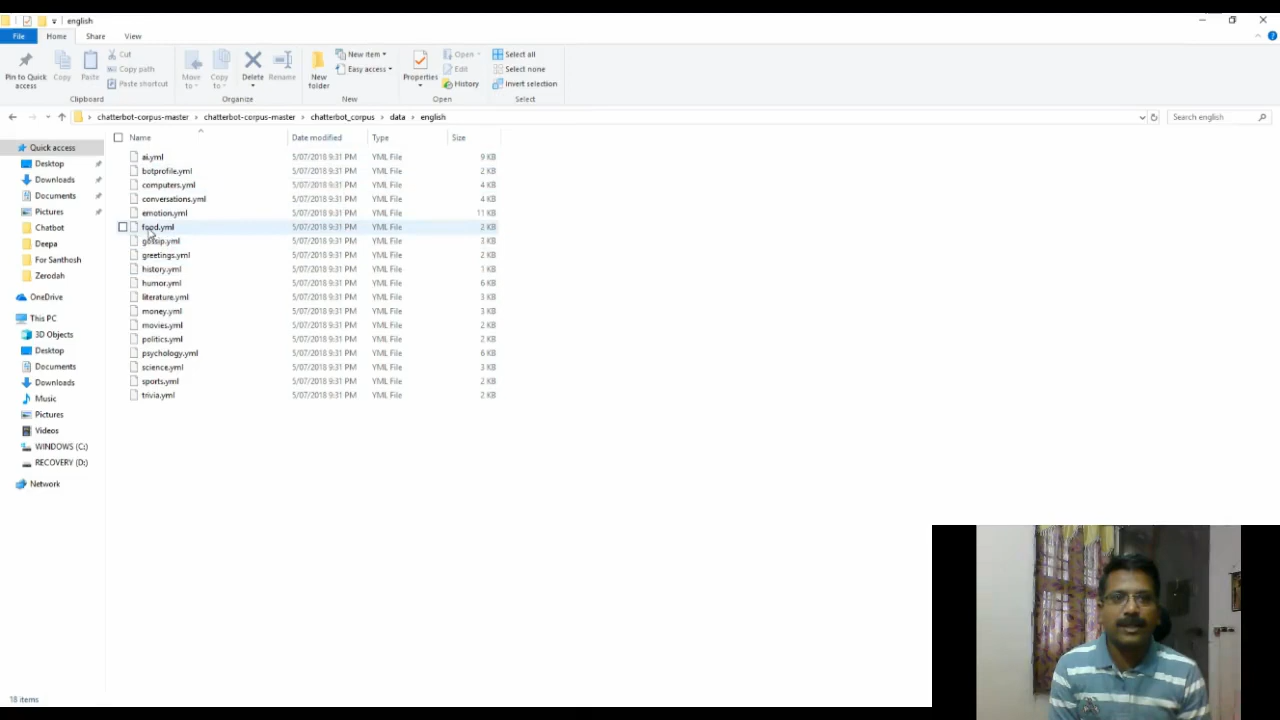 english
File Home Share View
Cut
Copy path
Paste shortcut
Pin to Quick access
Copy
Paste
Clipboard
Move to
Copy to
Delete
Rename
Organize
New folder
New item
Easy access
New
Properties
Open
Edit
History
Open
Select all
Select none
Invert selection
Select
chatterbot-corpus-master > chatterbot-corpus-master > chatterbot_corpus > data > english
Search english
Name Date modified Type Size
Quick access
Desktop
Downloads
Documents
Pictures
Chatbot
Deepa
For Santhosh
Zerodah
OneDrive
This PC
3D Objects
Desktop
Documents
Downloads
Music
Pictures
Videos
WINDOWS (C:)
RECOVERY (D:)
Network
ai.yml 5/07/2018 9:31 PM YML File 9 KB
botprofile.yml 5/07/2018 9:31 PM YML File 2 KB
computers.yml 5/07/2018 9:31 PM YML File 4 KB
conversations.yml 5/07/2018 9:31 PM YML File 4 KB
emotion.yml 5/07/2018 9:31 PM YML File 11 KB
food.yml 5/07/2018 9:31 PM YML File 2 KB
gossip.yml 5/07/2018 9:31 PM YML File 3 KB
greetings.yml 5/07/2018 9:31 PM YML File 2 KB
history.yml 5/07/2018 9:31 PM YML File 1 KB
humor.yml 5/07/2018 9:31 PM YML File 6 KB
literature.yml 5/07/2018 9:31 PM YML File 3 KB
money.yml 5/07/2018 9:31 PM YML File 3 KB
movies.yml 5/07/2018 9:31 PM YML File 2 KB
politics.yml 5/07/2018 9:31 PM YML File 2 KB
psychology.yml 5/07/2018 9:31 PM YML File 6 KB
science.yml 5/07/2018 9:31 PM YML File 3 KB
sports.yml 5/07/2018 9:31 PM YML File 2 KB
trivia.yml 5/07/2018 9:31 PM YML File 2 KB
18 items